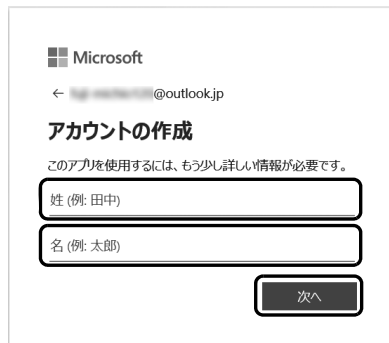 Microsoft
← @outlook.jp
アカウントの作成
このアプリを使用するには、もう少し詳しい情報が必要です。
姓 (例: 田中)
名 (例: 太郎)
次へ